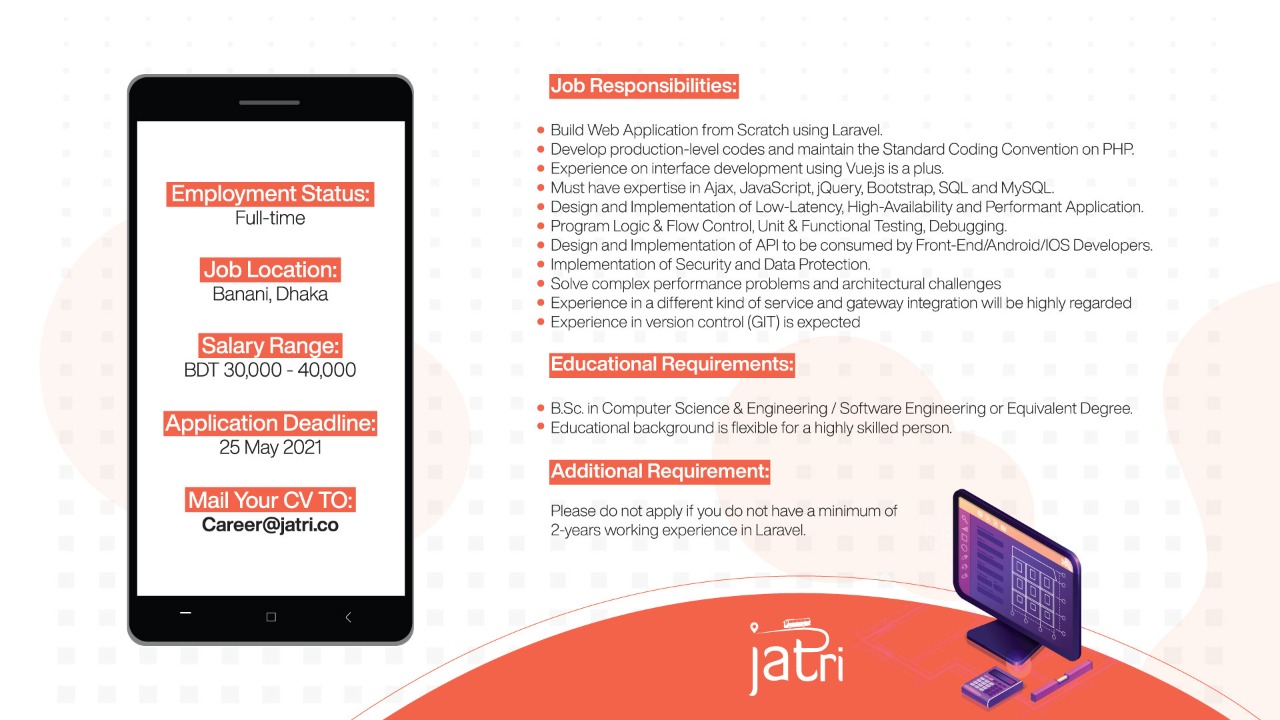 Employment Status:
Full-time
Job Location:
Banani, Dhaka
Salary Range:
BDT 30,000 - 40,000
Application Deadline:
25 May 2021
Mail Your CV TO:
Career@jatri.co
Job Responsibilities:
Build Web Application from Scratch using Laravel.
Develop production-level codes and maintain the Standard Coding Convention on PHP.
Experience on interface development using Vue.js is a plus.
Must have expertise in Ajax, JavaScript, jQuery, Bootstrap, SQL and MySQL.
Design and Implementation of Low-Latency, High-Availability and Performant Application.
Program Logic & Flow Control, Unit & Functional Testing, Debugging.
Design and Implementation of API to be consumed by Front-End/Android/IOS Developers.
Implementation of Security and Data Protection.
Solve complex performance problems and architectural challenges
Experience in a different kind of service and gateway integration will be highly regarded
Experience in version control (GIT) is expected
Educational Requirements:
B.Sc. in Computer Science & Engineering / Software Engineering or Equivalent Degree.
Educational background is flexible for a highly skilled person.
Additional Requirement:
Please do not apply if you do not have a minimum of
2-years working experience in Laravel.
jatri